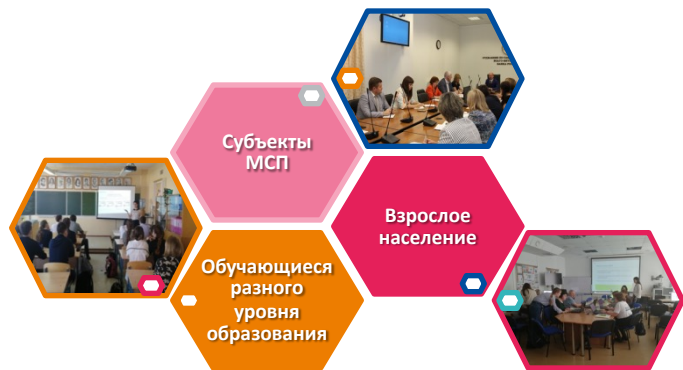 Субъекты
МСП
Взрослое
население
Обучающиеся
разного
уровня
образования